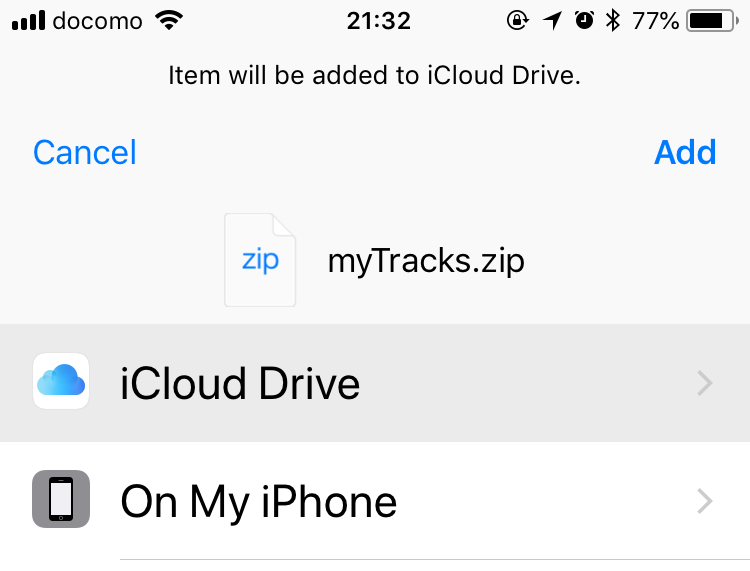 docomo 21:32 77%
Item will be added to iCloud Drive.
Cancel Add
zip myTracks.zip
iCloud Drive
On My iPhone